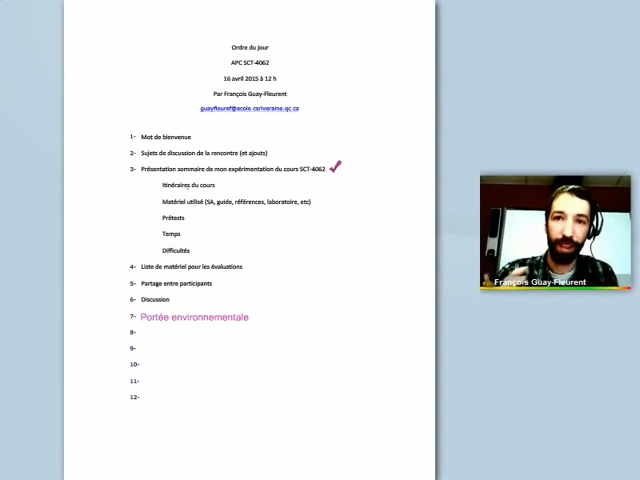 Ordre du jour
APC SCT-4062
16 avril 2015 à 12 h
Par François Guay-Fleurent
guayfleuref@ecole.csriveraine.qc.ca
1- Mot de bienvenue
2- Sujets de discussion de la rencontre (et ajouts)
3- Présentation sommaire de mon expérimentation du cours SCT-4062
Itinéraires du cours
Matériel utilisé (SA, guide, références, laboratoire, etc)
Prétests
Temps
Difficultés
4- Liste de matériel pour les évaluations
5- Partage entre participants
6- Discussion
7- Portée environnementale
8-
9-
10-
11-
12-
François Guay-Fleurent